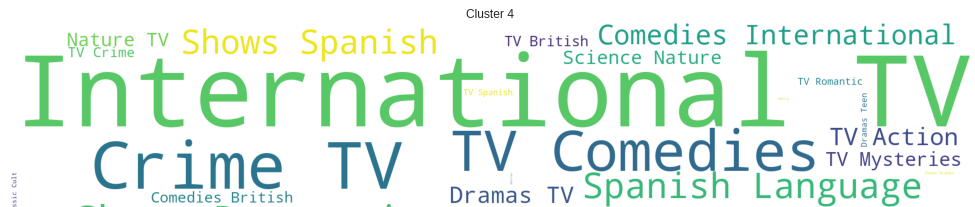 Cluster 4
Nature TV
Shows Spanish
TV British
Comedies International
TV Crime
Science Nature
International TV
TV Romantic
TV Spanish
Dramas Teen
Crime TV
TV Comedies
TV Action
TV Mysteries
Spanish Language
Dramas TV
Comedies British